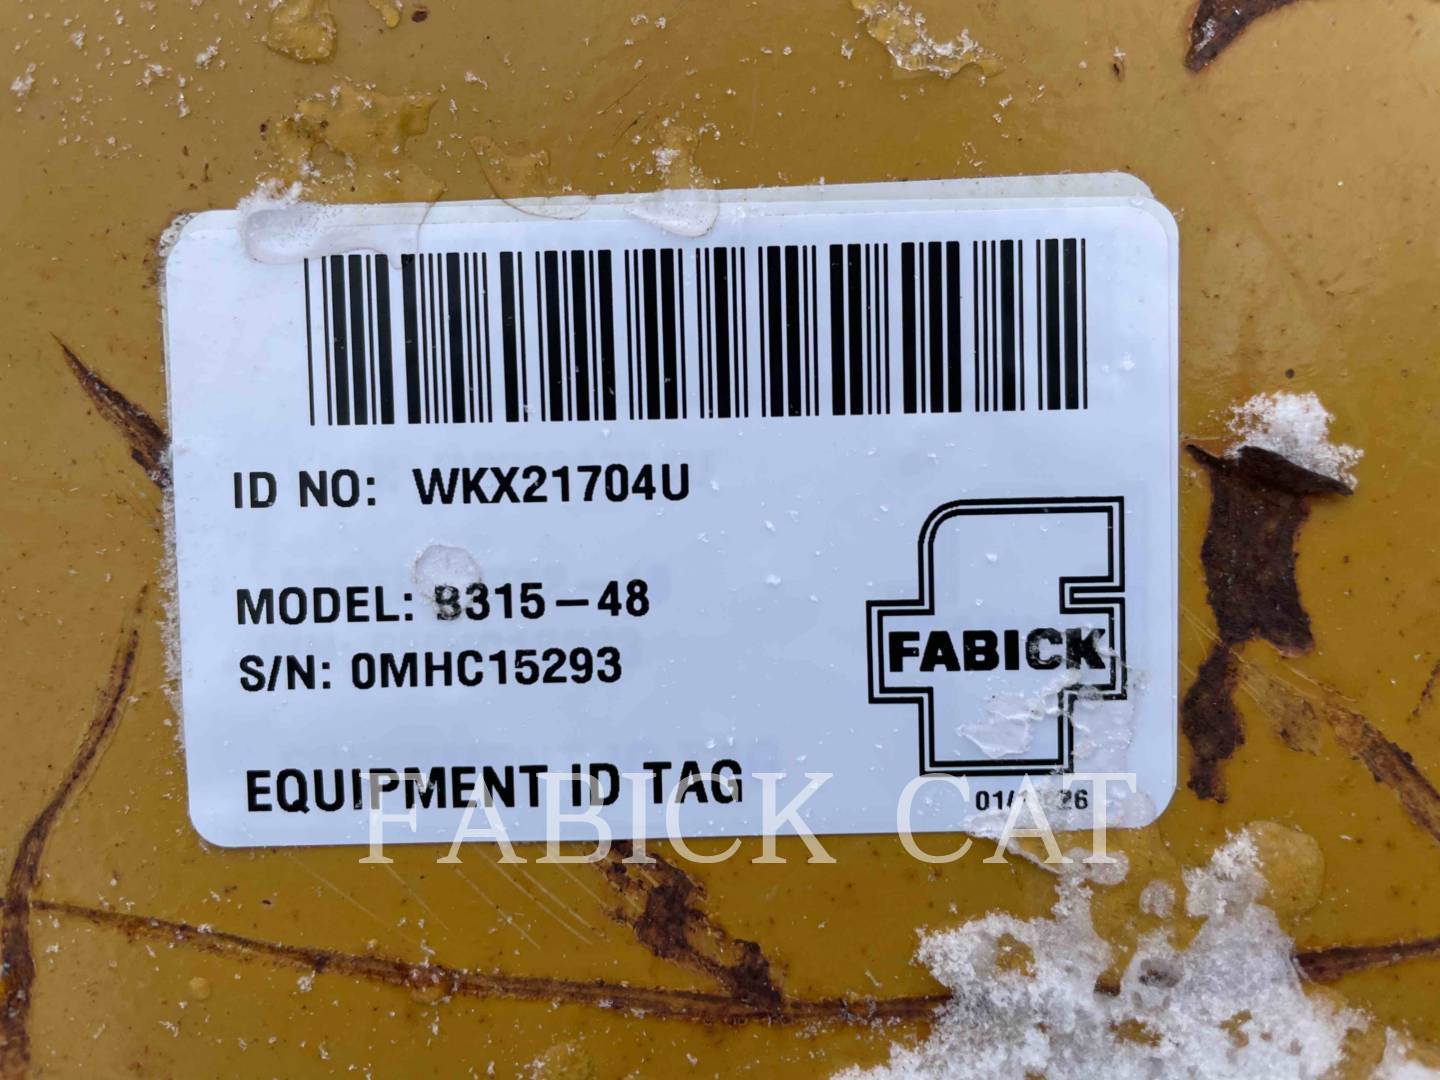 ID NO: WKX21704U
MODEL: B315-48
S/N: 0MHC15293
FABICK
EQUIPMENT ID TAG
FABICK CAT